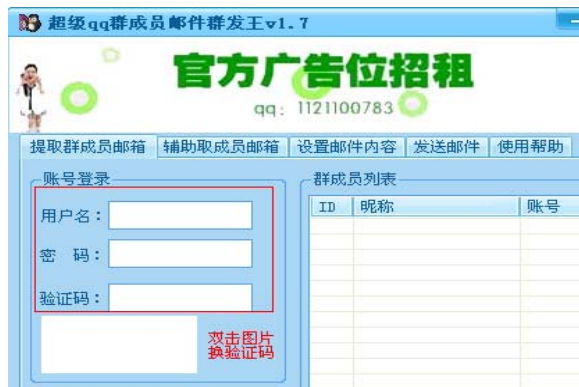 超级qq群成员邮件群发王v1.7
官方广告位招租
qq: 1121100783
提取群成员邮箱 辅助取成员邮箱 设置邮件内容 发送邮件 使用帮助
账号登录 群成员列表
ID 昵称 账号
用户名：
密 码：
验证码：
双击图片
换验证码